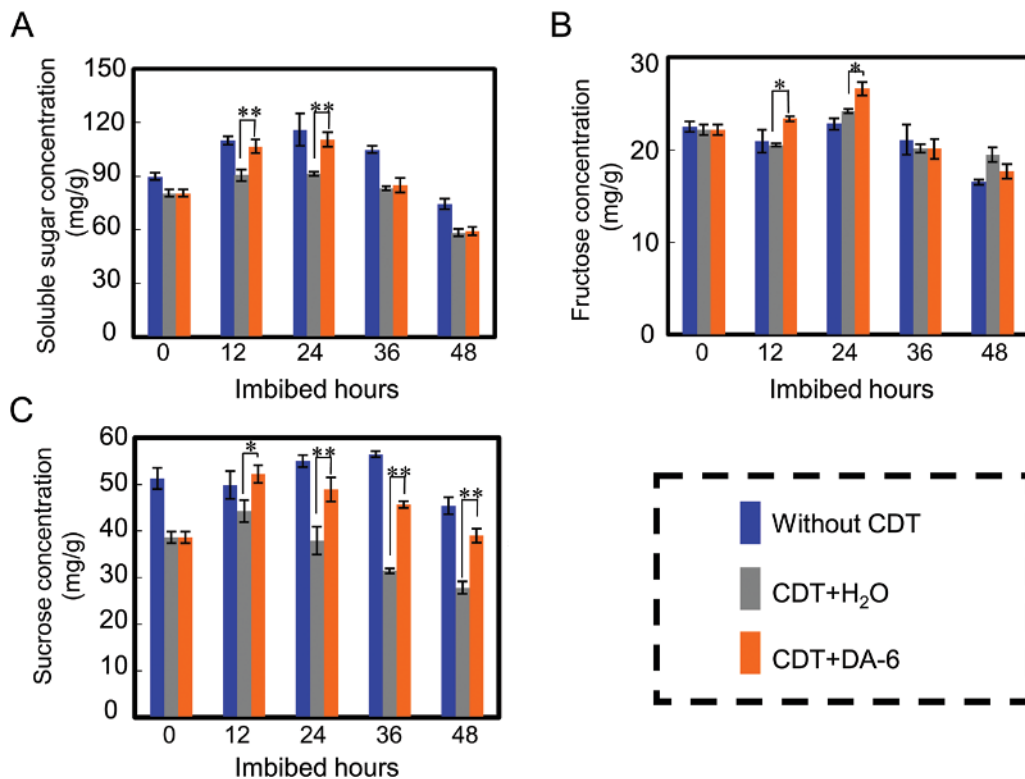 A
Soluble sugar concentration
(mg/g)
150
120
90
60
30
0
** **
0 12 24 36 48
Imbibed hours
B
Fructose concentration
(mg/g)
30
20
10
0
* *
0 12 24 36 48
Imbibed hours
C
Sucrose concentration
(mg/g)
60
50
40
30
20
10
0
* ** ** **
0 12 24 36 48
Imbibed hours
Without CDT
CDT+H₂O
CDT+DA-6